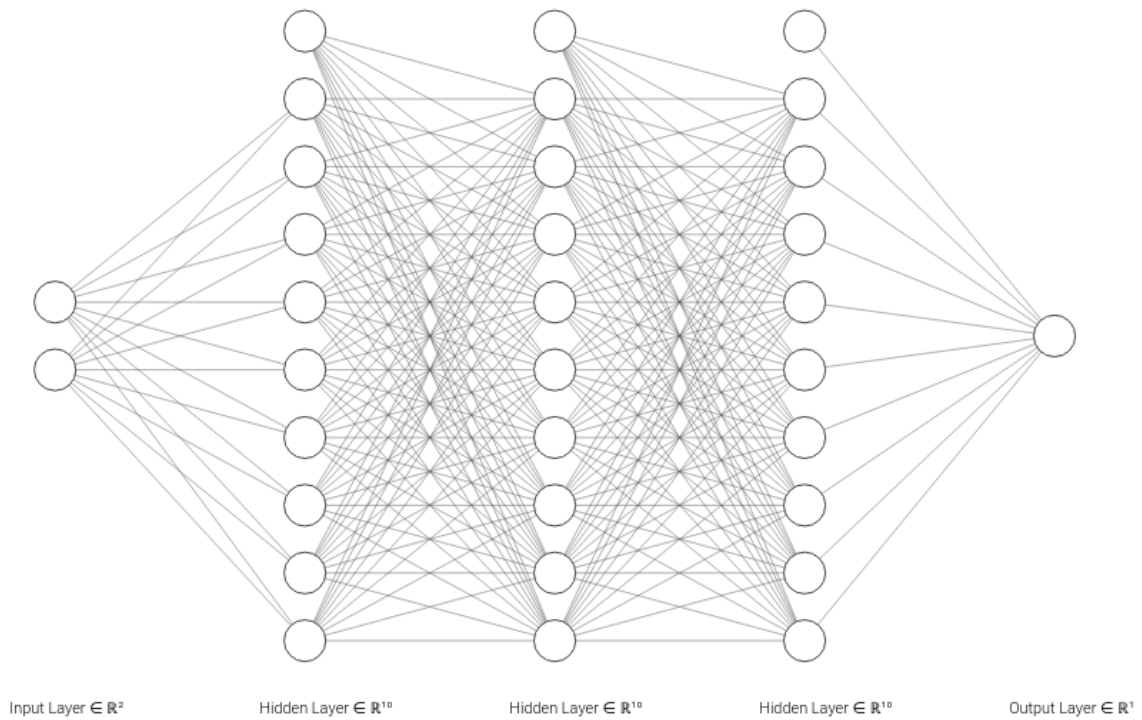 Input Layer ∈ ℝ² Hidden Layer ∈ ℝ¹⁰ Hidden Layer ∈ ℝ¹⁰ Hidden Layer ∈ ℝ¹⁰ Output Layer ∈ ℝ¹